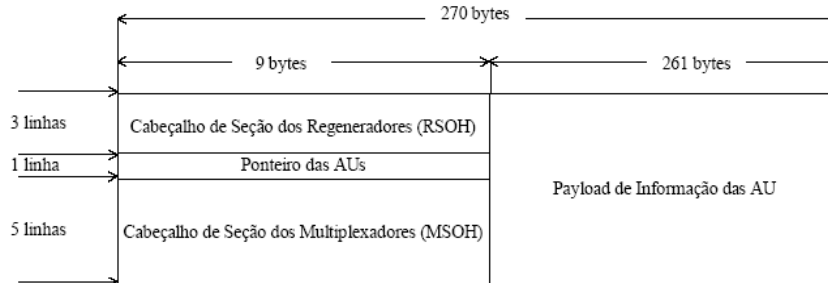 270 bytes
9 bytes
261 bytes
3 linhas
Cabeçalho de Seção dos Regeneradores (RSOH)
1 linha
Ponteiro das AUs
Payload de Informação das AU
5 linhas
Cabeçalho de Seção dos Multiplexadores (MSOH)